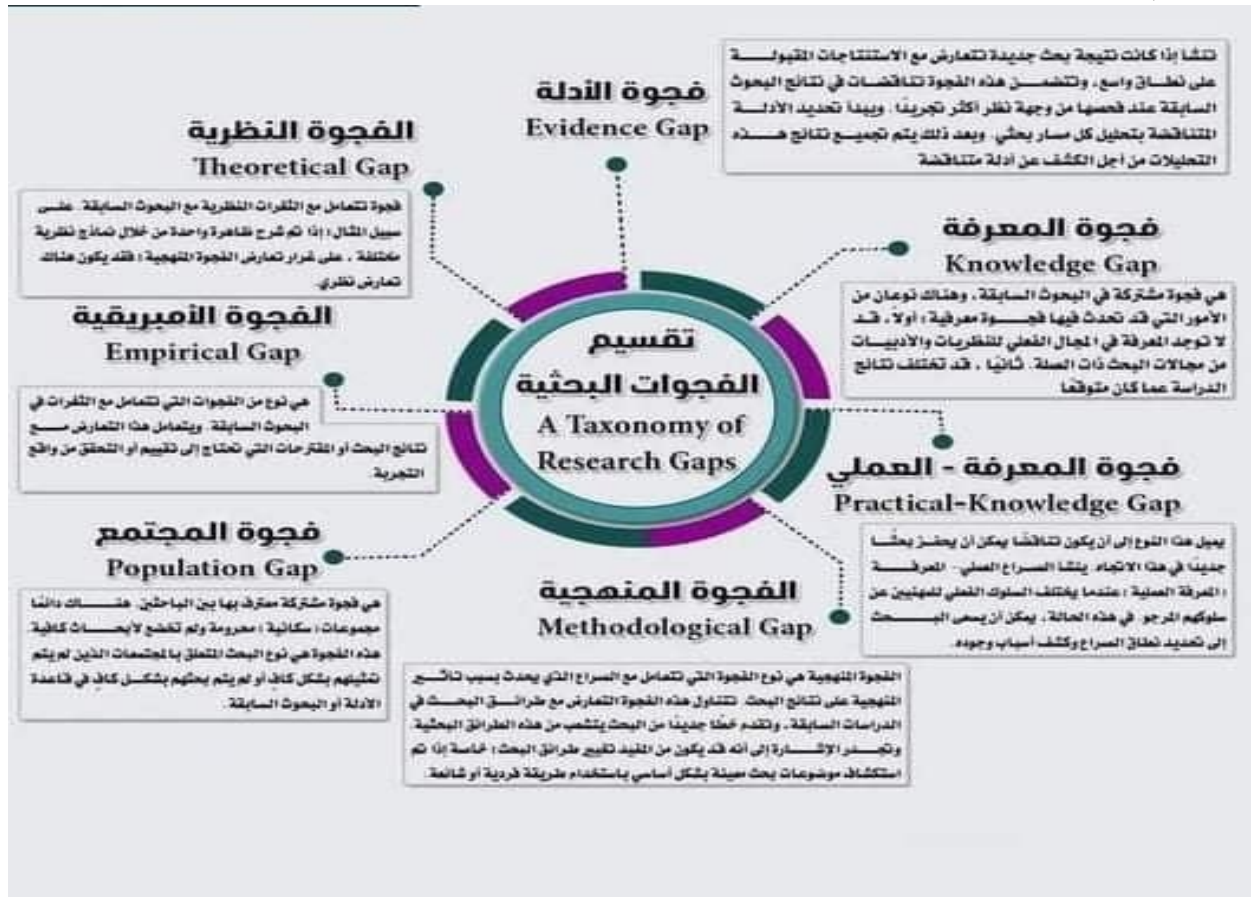 تقسيم
الفجوات البحثية
A Taxonomy of
Research Gaps
فجوة الأدلة
Evidence Gap
تنشأ إذا كانت نتيجة بحث جديدة تتعارض مع الاستنتاجات المقبولة
على نطاق واسع، وتتضمن هذه الفجوة تناقضات في نتائج البحوث
السابقة عند فحصها من وجهة نظر أكثر تجريدًا. ويبدأ تحديد الأدلة
المتناقضة بتحليل كل مسار بحثي. وبعد ذلك يتم تجميع نتائج هذه
التحليلات من أجل الكشف عن أدلة متناقضة
فجوة المعرفة
Knowledge Gap
هي فجوة مشتركة في البحوث السابقة، وهناك نوعان من
الأمور التي قد تحدث فيها فجوة معرفية؛ أولاً، قد
لا توجد المعرفة في المجال الفعلي للنظريات والأدبيات
من مجالات البحث ذات الصلة. ثانيًا، قد تختلف نتائج
الدراسة عما كان متوقعًا
فجوة المعرفة - العملي
Practical-Knowledge Gap
يميل هذا النوع إلى أن يكون تناقضًا يمكن أن يحفز بحثًا
جديدًا في هذا الاتجاه. ينشأ الصراع العملي- المعرفة
(المعرفة العملية) عندما يختلف السلوك الفعلي للمهنيين عن
سلوكهم المرجو. في هذه الحالة، يمكن أن يسعى البحث
إلى تحديد نطاق الصراع وكشف أسباب وجوده.
الفجوة المنهجية
Methodological Gap
الفجوة المنهجية هي نوع الفجوة التي تتعامل مع الصراع الذي يحدث بسبب تأثير
المنهجية على نتائج البحث. تتناول هذه الفجوة التعارض مع طرائق البحث في
الدراسات السابقة، وتقدم خطًا جديدًا من البحث يتشعب من هذه الطرائق البحثية.
وتجدر الإشارة إلى أنه قد يكون من المفيد تغيير طرائق البحث؛ خاصة إذا تم
استكشاف موضوعات بحث معينة بشكل أساسي باستخدام طريقة فردية أو شائعة.
فجوة المجتمع
Population Gap
هي فجوة مشتركة معترف بها بين الباحثين. هناك دائمًا
مجموعات (سكانية) محرومة ولم تخضع لأبحاث كافية
هذه الفجوة هي نوع البحث المتعلق بالمجتمعات الذين لم يتم
تمثيلهم بشكل كافٍ أو لم يتم بحثهم بشكل كافٍ في قاعدة
الأدلة أو البحوث السابقة.
الفجوة الأمبريقية
Empirical Gap
هي نوع من الفجوات التي تتعامل مع الثغرات في
البحوث السابقة. ويتعامل هذا التعارض مع
نتائج البحث أو المقترحات التي تحتاج إلى تقييم أو التحقق من واقع
التجربة.
الفجوة النظرية
Theoretical Gap
فجوة تتعامل مع الثغرات النظرية مع البحوث السابقة. على
سبيل المثال؛ إذا تم شرح ظاهرة واحدة من خلال نماذج نظرية
مختلفة، على غرار تعارض الفجوة المنهجية؛ فقد يكون هناك
تعارض نظري.